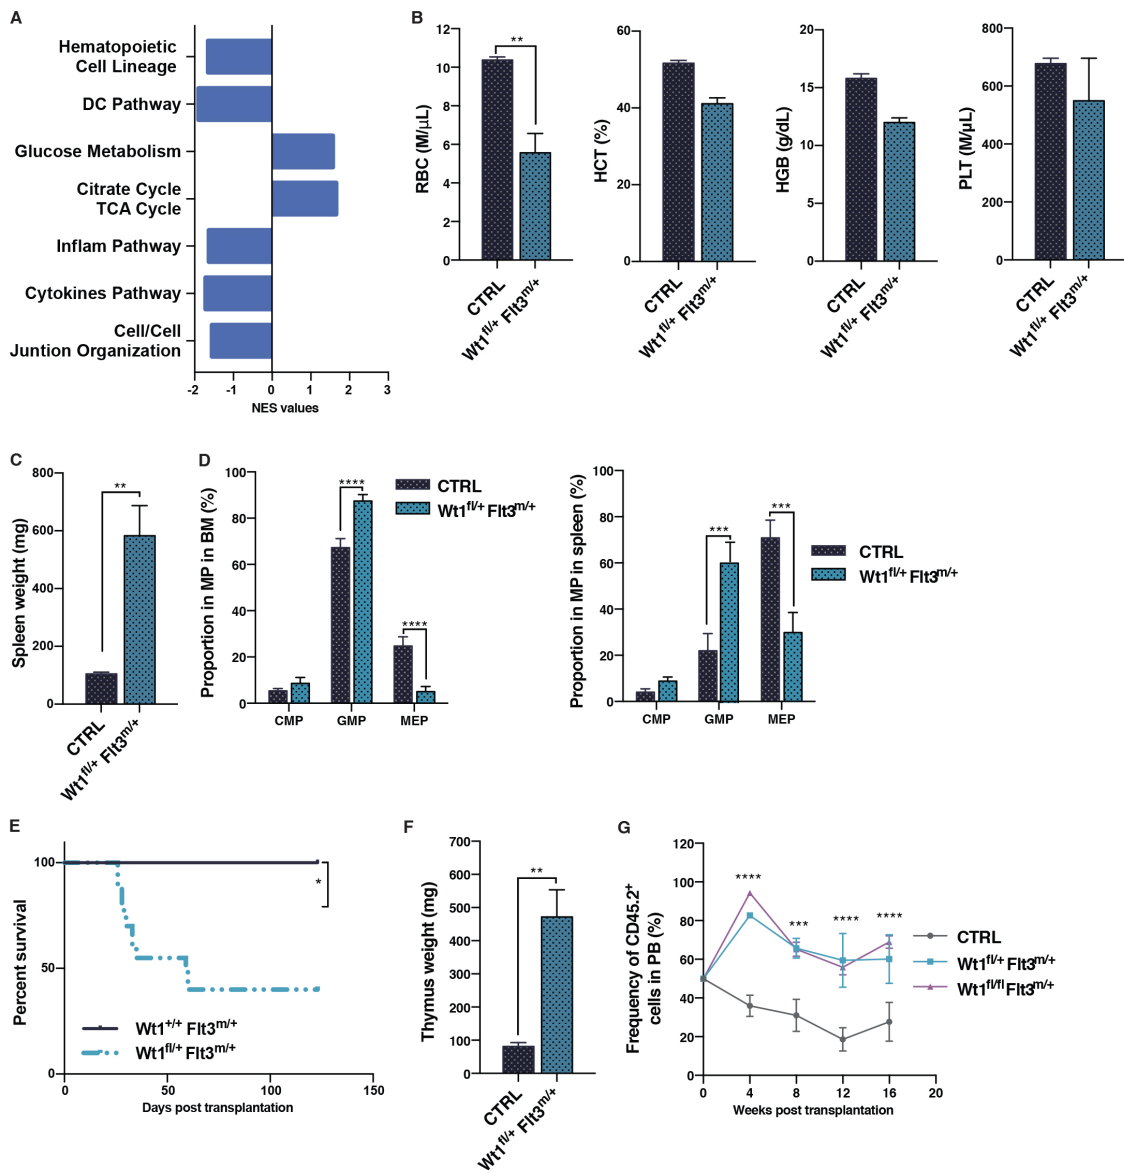 A
Hematopoietic
Cell Lineage
DC Pathway
Glucose Metabolism
Citrate Cycle
TCA Cycle
Inflam Pathway
Cytokines Pathway
Cell/Cell
Juntion Organization
-2 -1 0 1 2 3
NES values
B
12
10
8
6
4
2
0
RBC (M/μL)
**
CTRL
Wt1fl/+ Flt3m/+
60
40
20
0
HCT (%)
CTRL
Wt1fl/+ Flt3m/+
20
15
10
5
0
HGB (g/dL)
CTRL
Wt1fl/+ Flt3m/+
800
600
400
200
0
PLT (M/μL)
CTRL
Wt1fl/+ Flt3m/+
C
800
600
400
200
0
Spleen weight (mg)
**
CTRL
Wt1fl/+ Flt3m/+
D
100
80
60
40
20
0
Proportion in MP in BM (%)
****
****
CMP GMP MEP
CTRL
Wt1fl/+ Flt3m/+
100
80
60
40
20
0
Proportion in MP in spleen (%)
***
***
CMP GMP MEP
CTRL
Wt1fl/+ Flt3m/+
E
100
50
0
Percent survival
*
Wt1+/+ Flt3m/+
Wt1fl/+ Flt3m/+
0 50 100 150
Days post transplantation
F
700
600
500
400
300
200
100
0
Thymus weight (mg)
**
CTRL
Wt1fl/+ Flt3m/+
G
120
100
80
60
40
20
0
Frequency of CD45.2+
cells in PB (%)
**** *** **** ****
0 4 8 12 16 20
Weeks post transplantation
CTRL
Wt1fl/+ Flt3m/+
Wt1fl/fl Flt3m/+